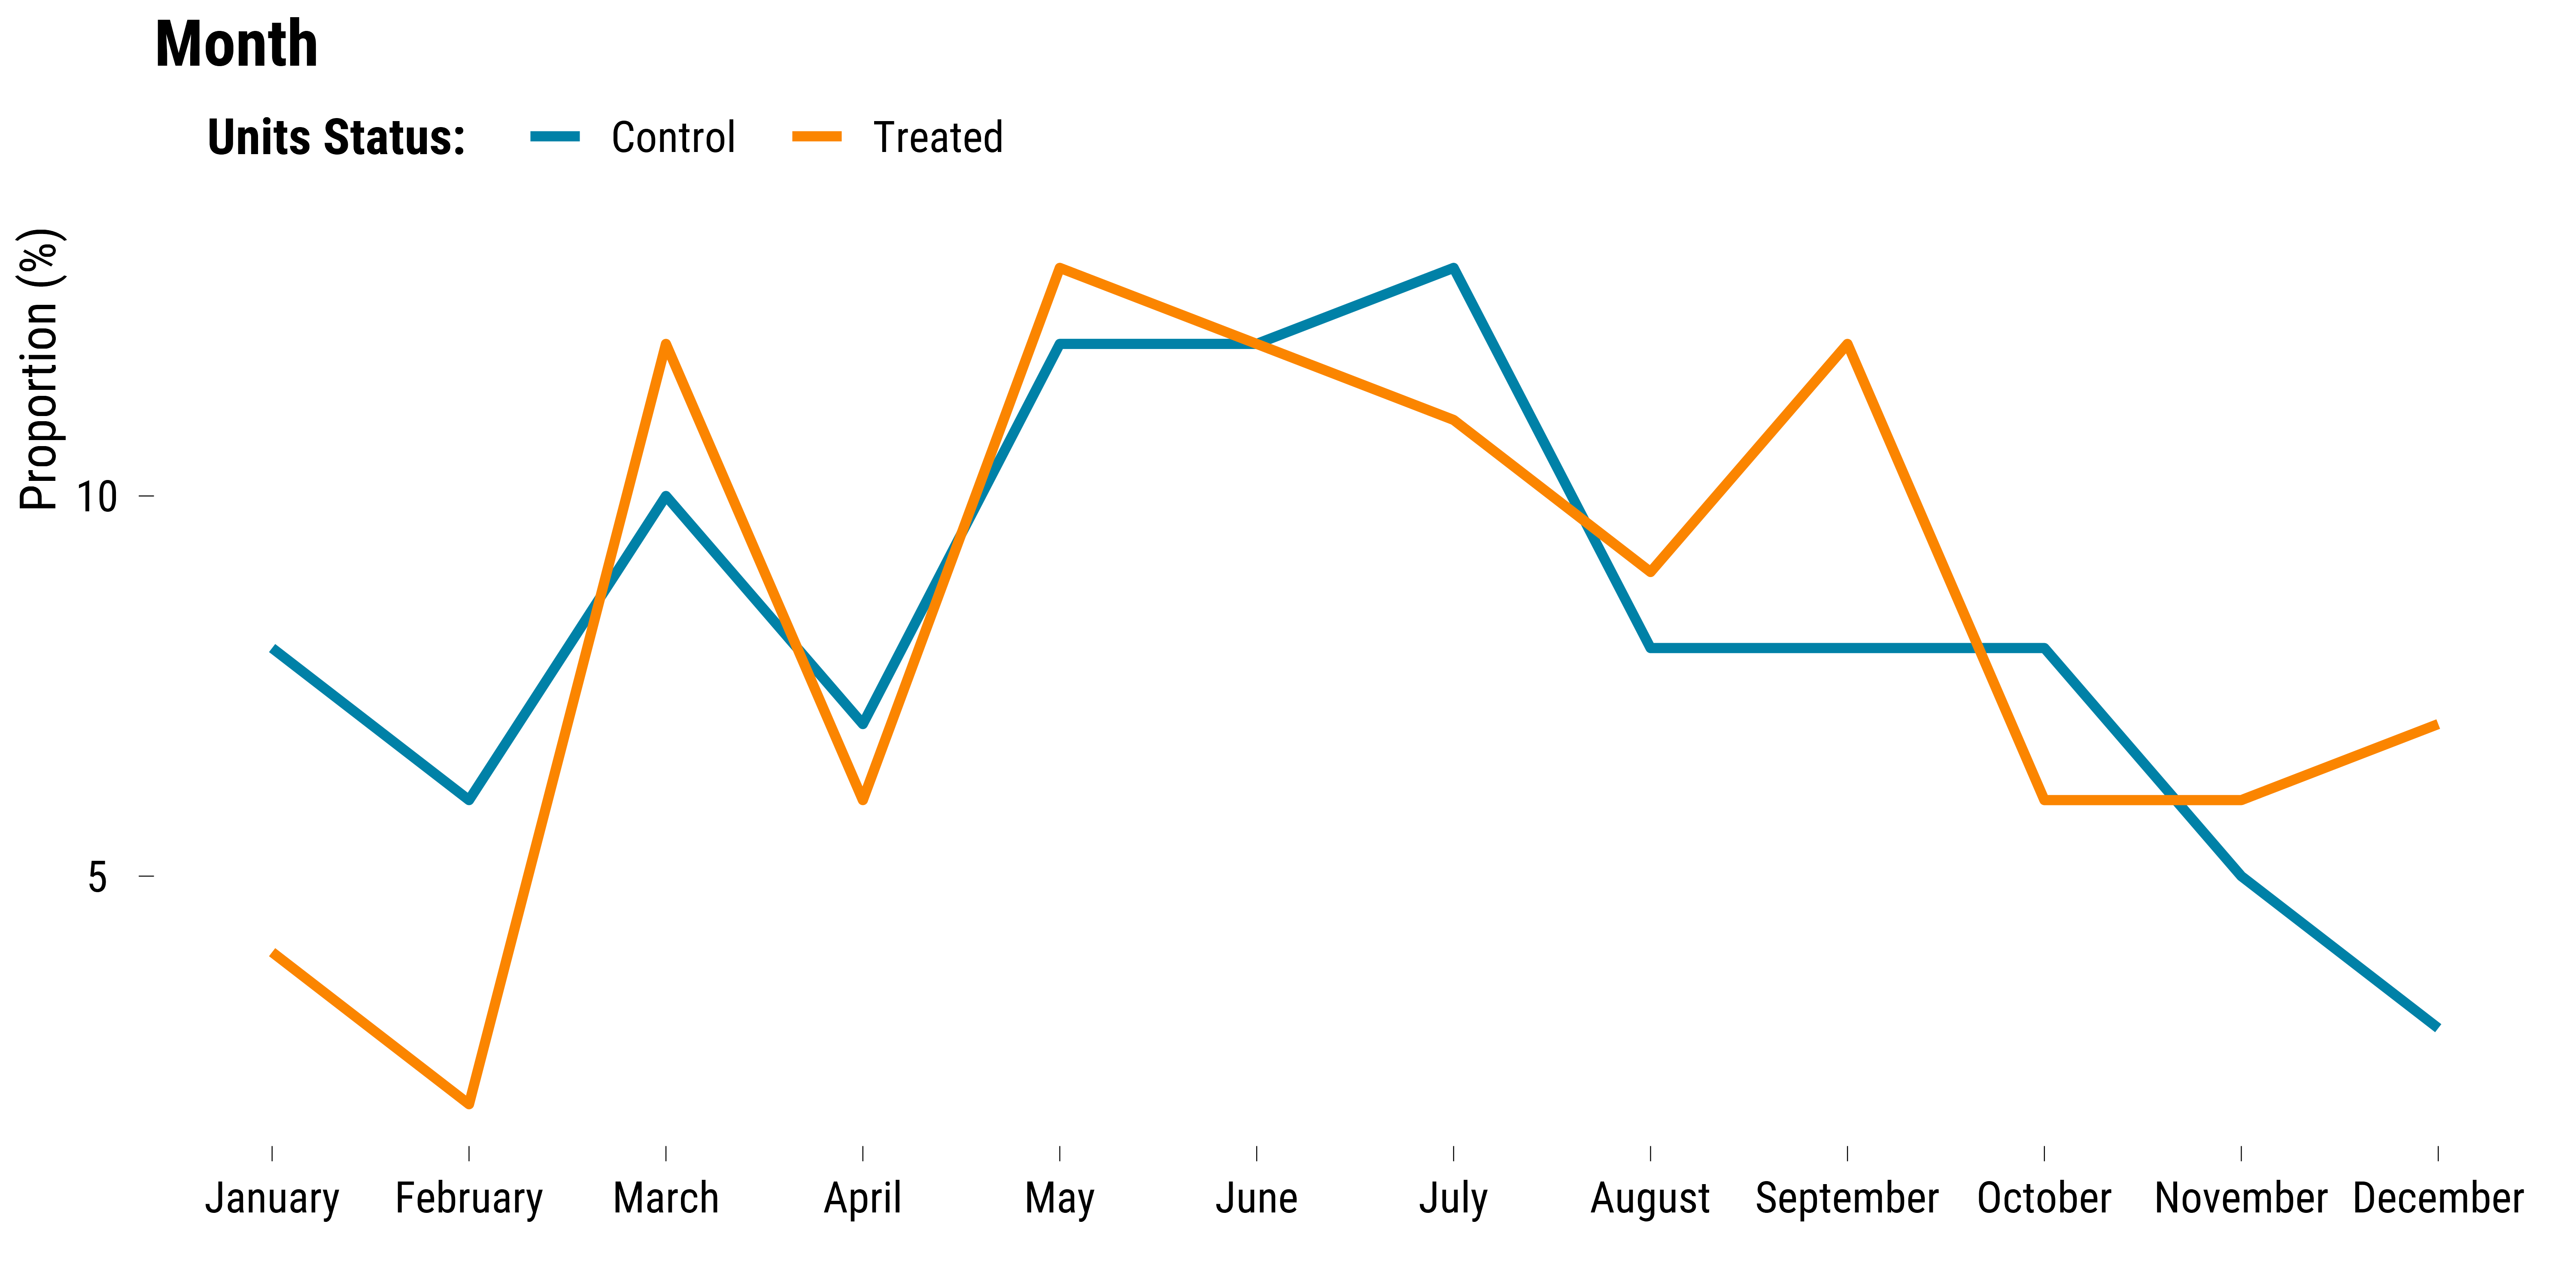 Month
Units Status: Control Treated
Proportion (%)
10
5
January February March April May June July August September October November December